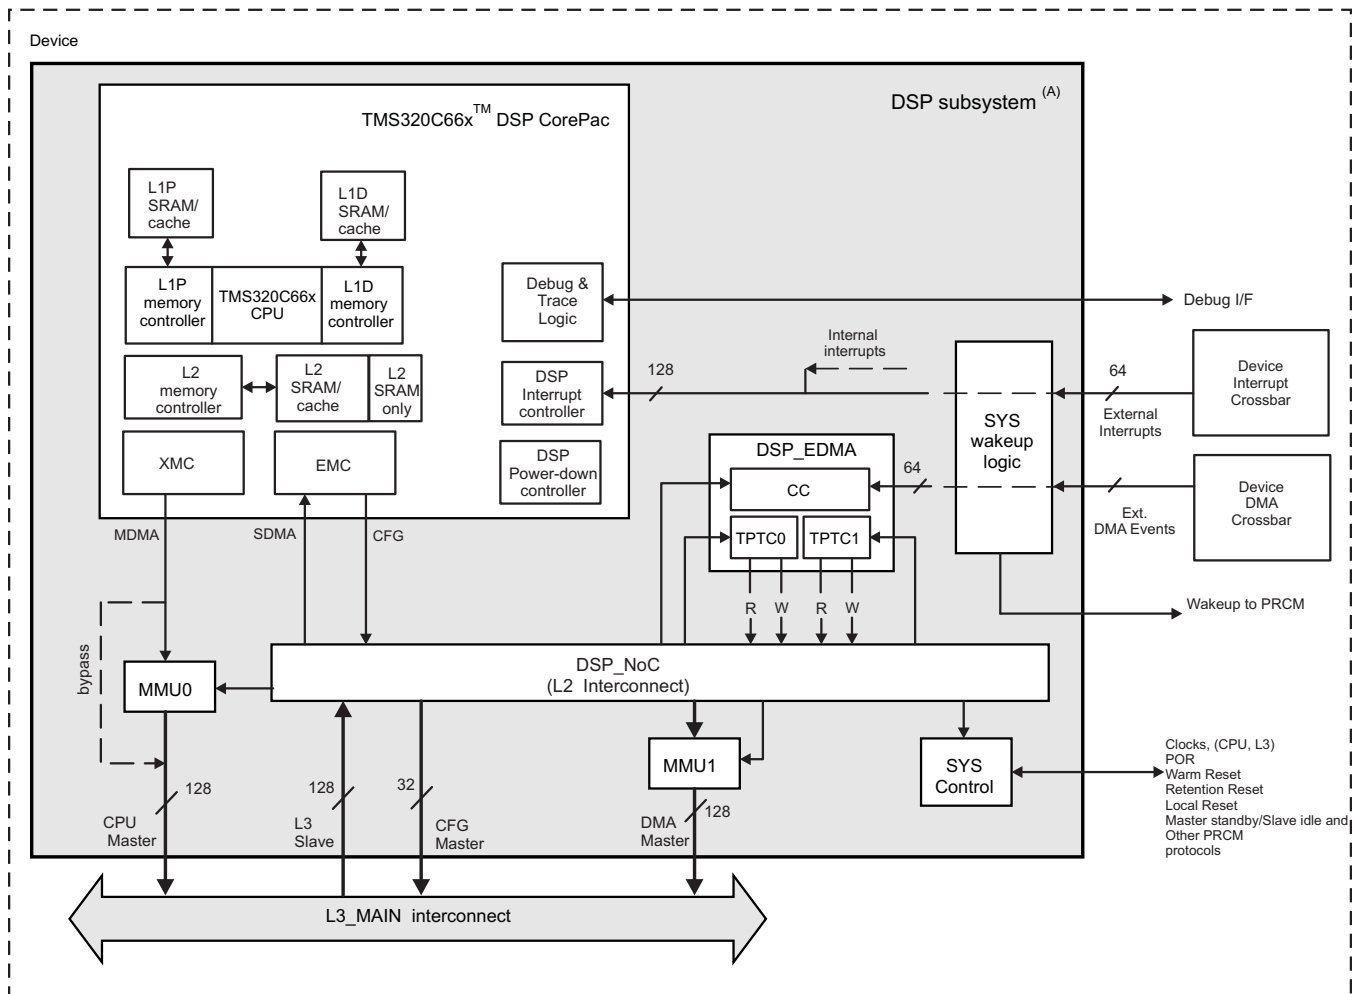 Device
DSP subsystem (A)
TMS320C66x™ DSP CorePac
L1P
SRAM/
cache
L1D
SRAM/
cache
L1P
memory
controller
TMS320C66x
CPU
L1D
memory
controller
Debug &
Trace
Logic
Debug I/F
Internal
interrupts
L2
memory
controller
L2
SRAM/
cache
L2
SRAM
only
DSP
Interrupt
controller
128
SYS
wakeup
logic
64
External
Interrupts
Device
Interrupt
Crossbar
XMC
EMC
DSP
Power-down
controller
DSP_EDMA
CC
64
TPTC0
TPTC1
Ext.
DMA Events
Device
DMA
Crossbar
MDMA
SDMA
CFG
R
W
R
W
Wakeup to PRCM
bypass
MMU0
DSP_NoC
(L2 Interconnect)
MMU1
SYS
Control
Clocks, (CPU, L3)
POR
Warm Reset
Retention Reset
Local Reset
Master standby/Slave idle and
Other PRCM
protocols
128
CPU
Master
128
L3
Slave
32
CFG
Master
128
DMA
Master
L3_MAIN interconnect